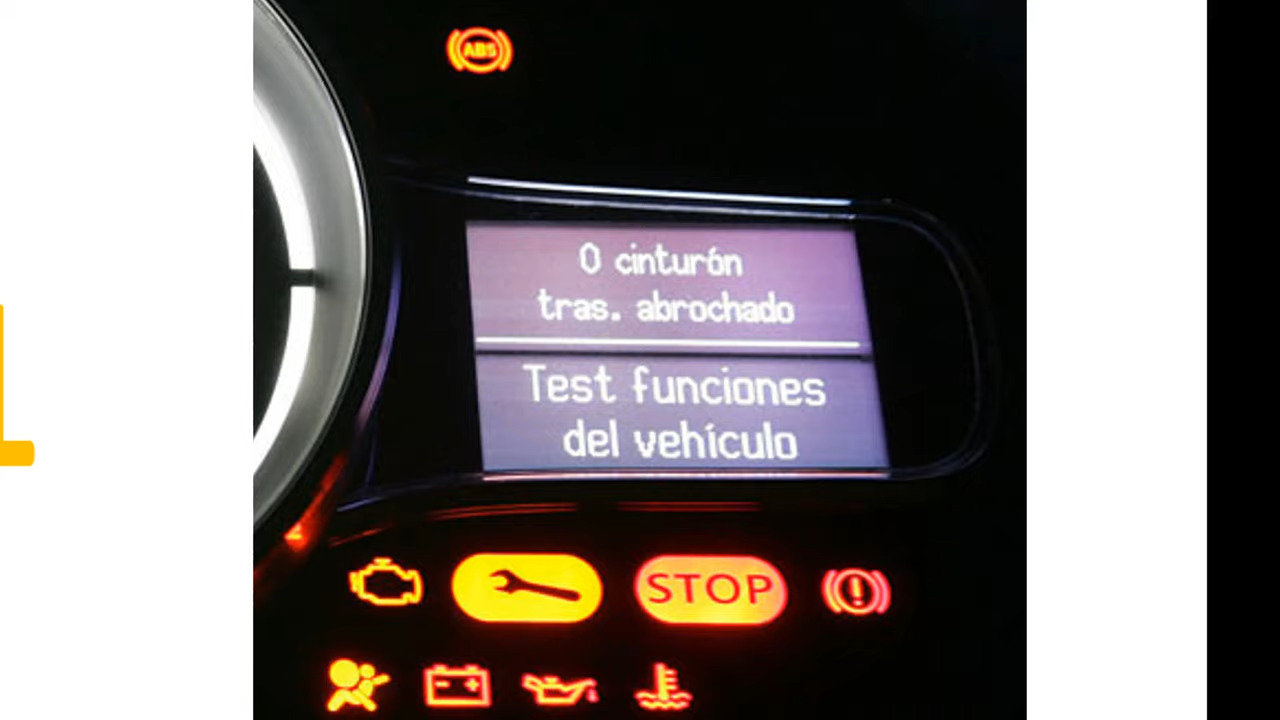 ABS
0 cinturón
tras. abrochado
Test funciones
del vehículo
STOP